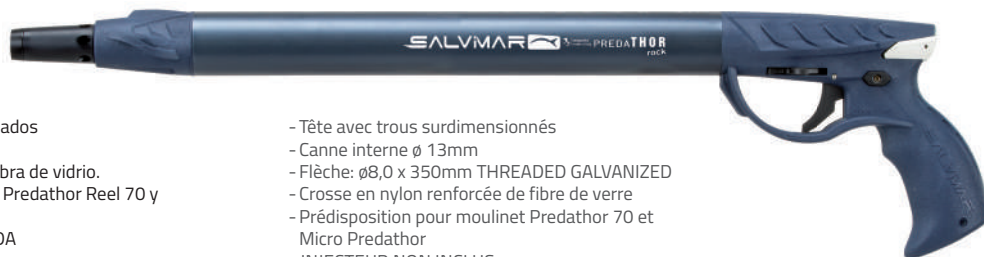 SALVIMAR PREDATHOR
rock
SALVIMAR
ados
bra de vidrio.
Predathor Reel 70 y
DA
- Tête avec trous surdimensionnés
- Canne interne ø 13mm
- Flèche: ø8,0 x 350mm THREADED GALVANIZED
- Crosse en nylon renforcée de fibre de verre
- Prédisposition pour moulinet Predathor 70 et
Micro Predathor